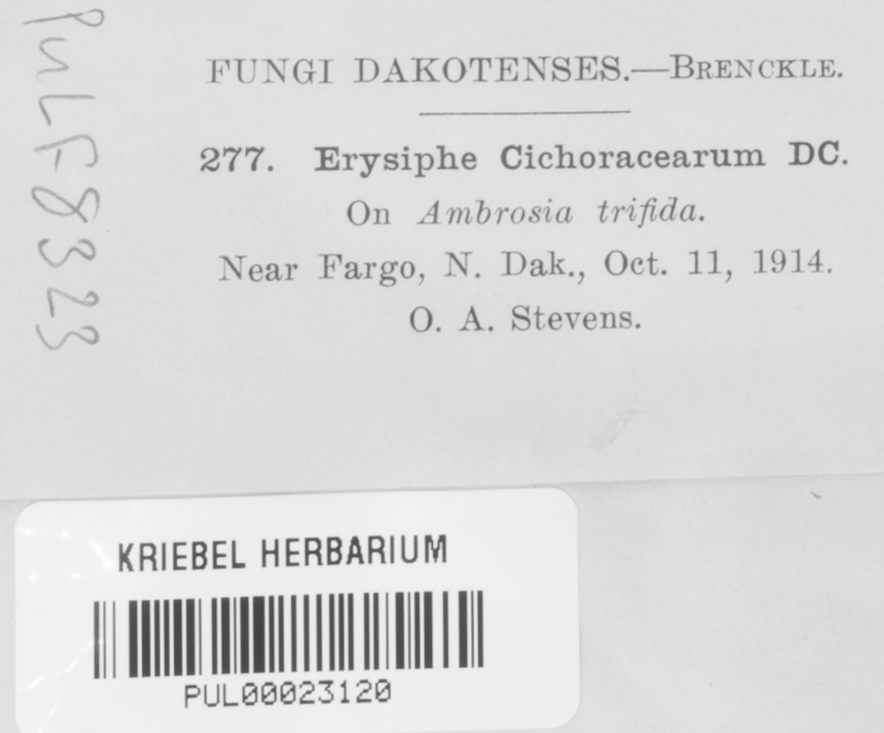 PULF8323
FUNGI DAKOTENSES.—BRENCKLE.
277. Erysiphe Cichoracearum DC.
On Ambrosia trifida.
Near Fargo, N. Dak., Oct. 11, 1914.
O. A. Stevens.
KRIEBEL HERBARIUM
PUL00023120